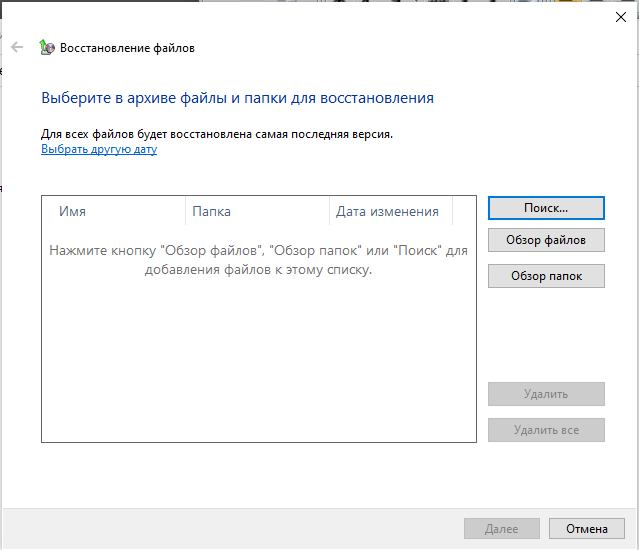 Восстановление файлов
Выберите в архиве файлы и папки для восстановления
Для всех файлов будет восстановлена самая последняя версия.
Выбрать другую дату
Имя Папка Дата изменения
Нажмите кнопку "Обзор файлов", "Обзор папок" или "Поиск" для
добавления файлов к этому списку.
Поиск...
Обзор файлов
Обзор папок
Удалить
Удалить все
Далее Отмена